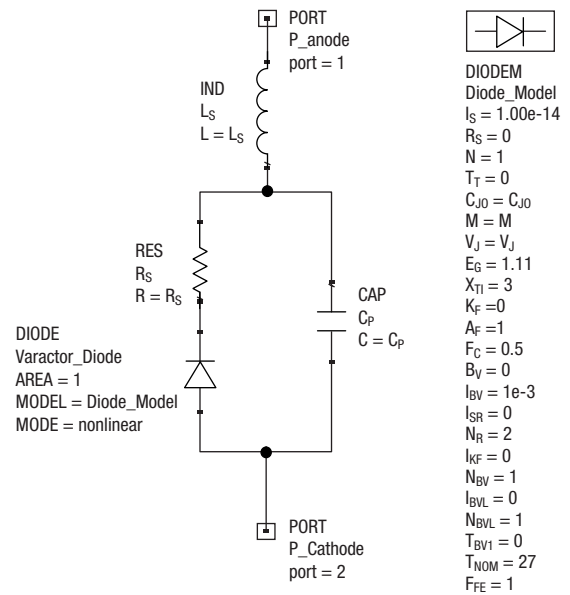 PORT
P_anode
port = 1
IND
LS
L = LS
RES
RS
R = RS
CAP
CP
C = CP
DIODE
Varactor_Diode
AREA = 1
MODEL = Diode_Model
MODE = nonlinear
PORT
P_Cathode
port = 2
DIODEM
Diode_Model
IS = 1.00e-14
RS = 0
N = 1
TT = 0
CJ0 = CJ0
M = M
VJ = VJ
EG = 1.11
XTI = 3
KF =0
AF =1
FC = 0.5
BV = 0
IBV = 1e-3
ISR = 0
NR = 2
IKF = 0
NBV = 1
IBVL = 0
NBVL = 1
TBV1 = 0
TNOM = 27
FFE = 1